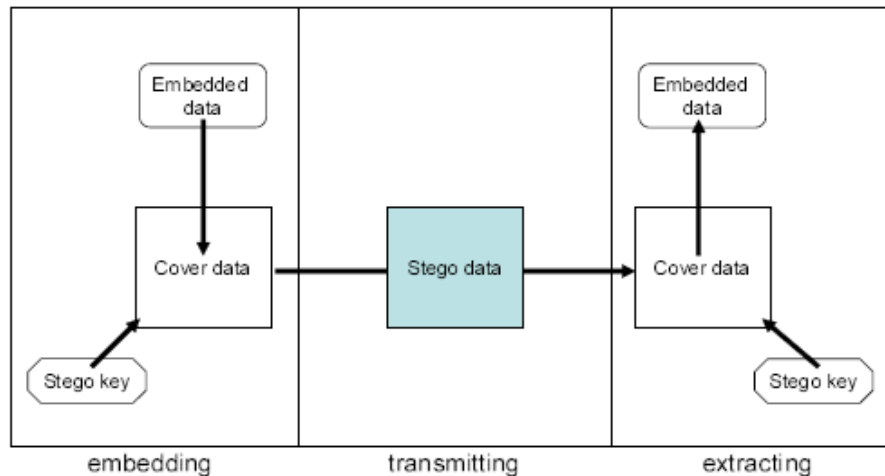 Embedded
data
Embedded
data
Cover data
Stego data
Cover data
Stego key
Stego key
embedding
transmitting
extracting